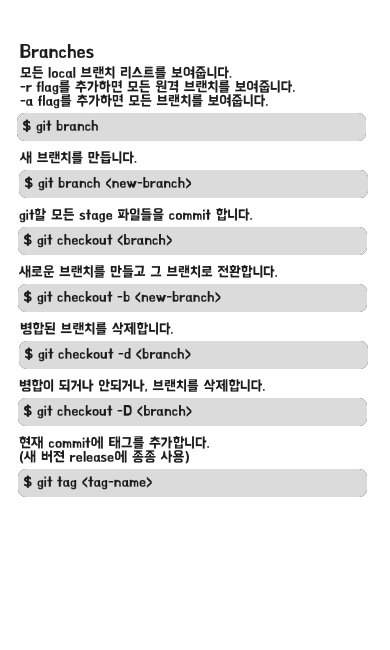 Branches
모든 local 브랜치 리스트를 보여줍니다.
-r flag를 추가하면 모든 원격 브랜치를 보여줍니다.
-a flag를 추가하면 모든 브랜치를 보여줍니다.
$ git branch
새 브랜치를 만듭니다.
$ git branch <new-branch>
git할 모든 stage 파일들을 commit 합니다.
$ git checkout <branch>
새로운 브랜치를 만들고 그 브랜치로 전환합니다.
$ git checkout -b <new-branch>
병합된 브랜치를 삭제합니다.
$ git checkout -d <branch>
병합이 되거나 안되거나, 브랜치를 삭제합니다.
$ git checkout -D <branch>
현재 commit에 태그를 추가합니다.
(새 버젼 release에 종종 사용)
$ git tag <tag-name>